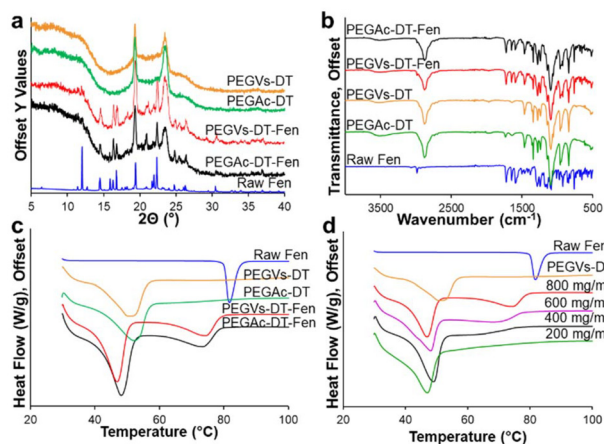 a
Offset Y Values
PEGVs-DT
PEGAc-DT
PEGVs-DT-Fen
PEGAc-DT-Fen
Raw Fen
5 10 15 20 25 30 35 40
2Θ (°)
b
Transmittance, Offset
PEGAc-DT-Fen
PEGVs-DT-Fen
PEGVs-DT
PEGAc-DT
Raw Fen
3500 2500 1500 500
Wavenumber (cm-1)
c
Heat Flow (W/g), Offset
Raw Fen
PEGVs-DT
PEGAc-DT
PEGVs-DT-Fen
PEGAc-DT-Fen
20 40 60 80 100
Temperature (°C)
d
Heat Flow (W/g), Offset
Raw Fen
PEGVs-D
800 mg/m
600 mg/m
400 mg/m
200 mg/m
20 40 60 80 100
Temperature (°C)